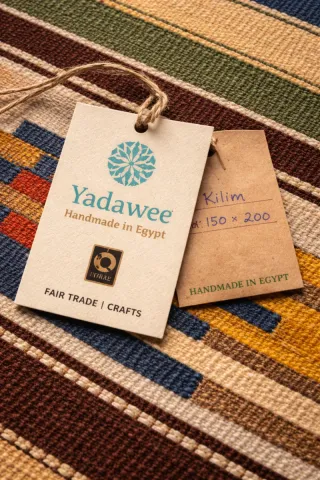 Yadawee
Handmade in Egypt
FAIR TRADE | CRAFTS
Kilim
150 × 200
HANDMADE IN EGYPT